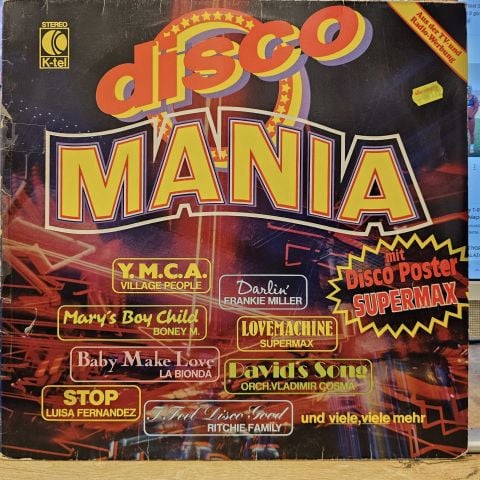 STEREO
K-tel
Aus der TV und
Radio-Werbung
disco
MANIA
mit
Disco Poster
SUPERMAX
Y.M.C.A.
VILLAGE PEOPLE
Darlin'
FRANKIE MILLER
Mary's Boy Child
BONEY M.
LOVEMACHINE
SUPERMAX
Baby Make Love
LA BIONDA
David's Song
ORCH.VLADIMIR COSMA
STOP
LUISA FERNANDEZ
I Feel Disco Good
RITCHIE FAMILY
und viele,viele mehr